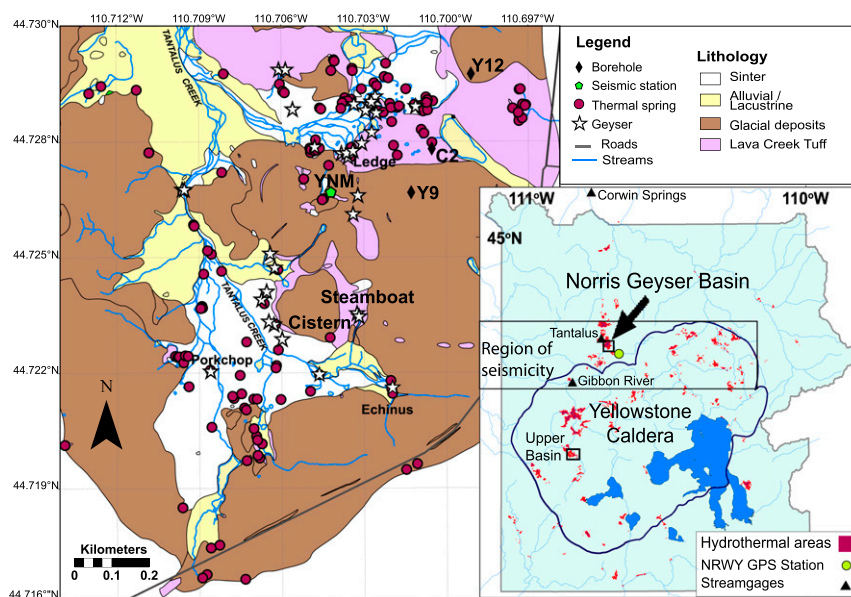 110.712°W 110.709°W 110.706°W 110.703°W 110.700°W 110.697°W
44.730°N
44.728°N
44.725°N
44.722°N
44.719°N
44.716°N
TANTALUS CREEK
Y12
Ledge
C2
YNM
Y9
TANTALUS CREEK
Steamboat
Cistern
Porkchop
Echinus
N
Kilometers
0 0.1 0.2
Legend
Borehole
Seismic station
Thermal spring
Geyser
Roads
Streams
Lithology
Sinter
Alluvial /
Lacustrine
Glacial deposits
Lava Creek Tuff
111°W
110°W
45°N
Corwin Springs
Norris Geyser Basin
Tantalus
Region of
seismicity
Gibbon River
Yellowstone
Caldera
Upper
Basin
Hydrothermal areas
NRWY GPS Station
Streamgages